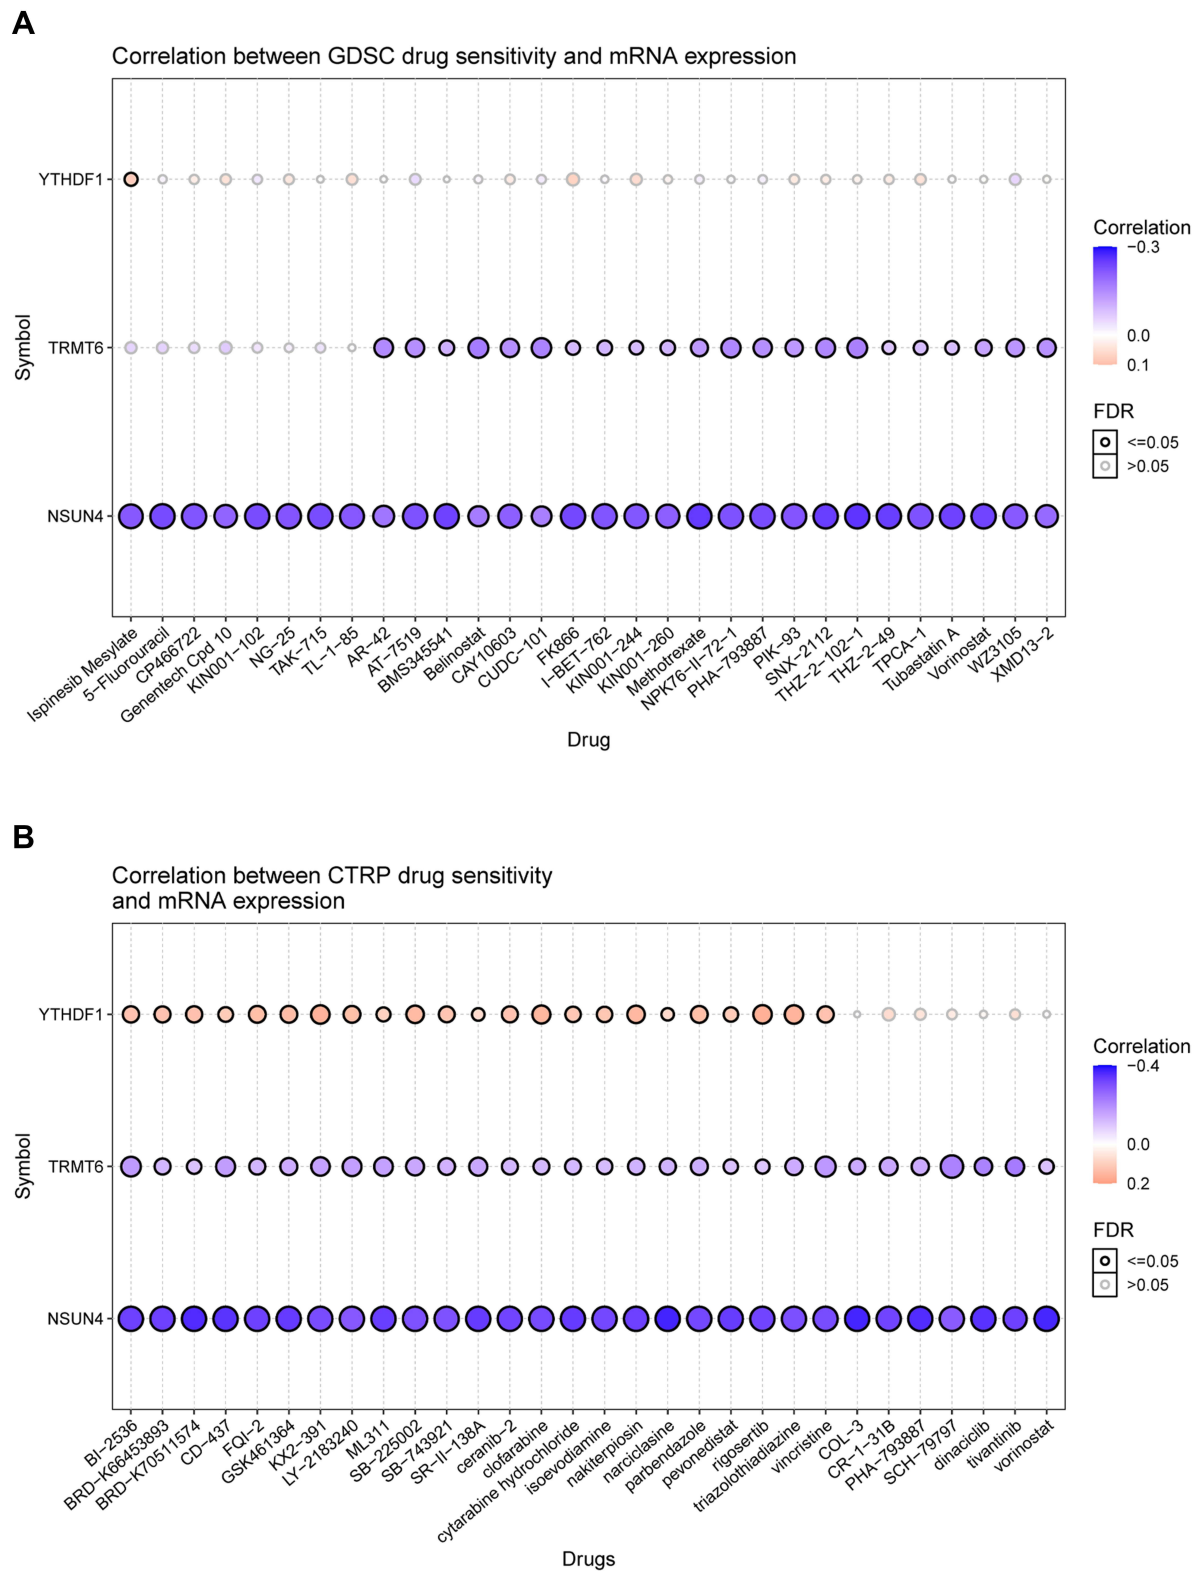 A
Correlation between GDSC drug sensitivity and mRNA expression
YTHDF1
TRMT6
NSUN4
Symbol
Ispinesib Mesylate
5−Fluorouracil
CP466722
Genentech Cpd 10
KIN001−102
NG−25
TAK−715
TL−1−85
AR−42
AT−7519
BMS345541
Belinostat
CAY10603
CUDC−101
FK866
I−BET−762
KIN001−244
KIN001−260
Methotrexate
NPK76−II−72−1
PHA−793887
PIK−93
SNX−2112
THZ−2−102−1
THZ−2−49
TPCA−1
Tubastatin A
Vorinostat
WZ3105
XMD13−2
Drug
Correlation
−0.3
0.0
0.1
FDR
<=0.05
>0.05
B
Correlation between CTRP drug sensitivity
and mRNA expression
YTHDF1
TRMT6
NSUN4
Symbol
BI−2536
BRD−K66453893
BRD−K70511574
CD−437
FQI−2
GSK461364
KX2−391
LY−2183240
ML311
SB−225002
SB−743921
SR−II−138A
ceranib−2
clofarabine
cytarabine hydrochloride
isoevodiamine
nakiterpiosin
narciclasine
parbendazole
pevonedistat
rigosertib
triazolothiadiazine
vincristine
COL−3
CR−1−31B
PHA−793887
SCH−79797
dinaciclib
tivantinib
vorinostat
Drugs
Correlation
−0.4
0.0
0.2
FDR
<=0.05
>0.05